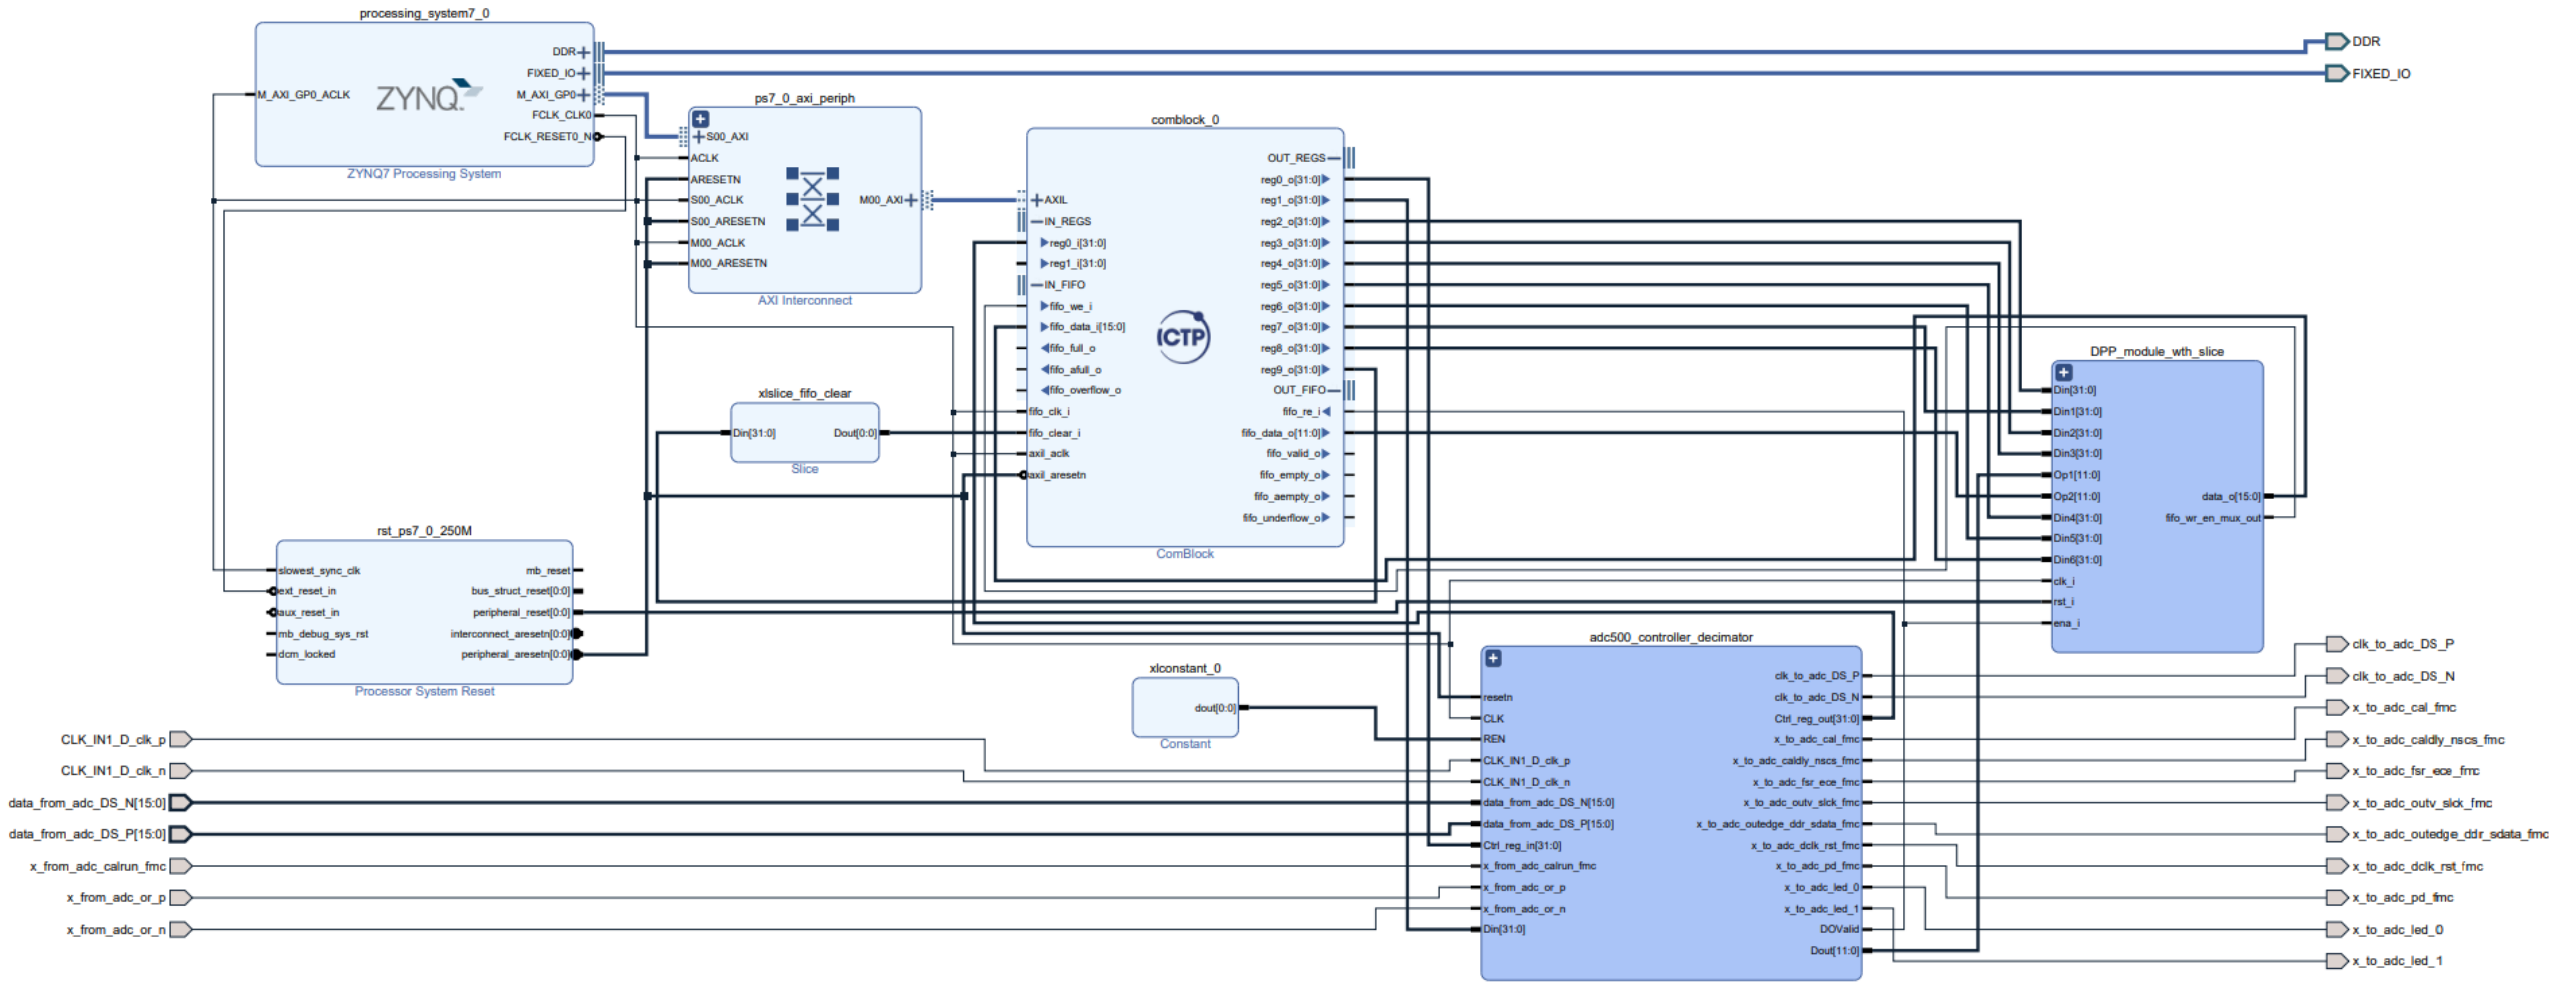 processing_system7_0
DDR
FIXED_IO
M_AXI_GP0_ACLK
ZYNQ
M_AXI_GP0
FCLK_CLK0
FCLK_RESET0_N
ZYNQ7 Processing System
DDR
FIXED_IO
ps7_0_axi_periph
S00_AXI
ACLK
ARESETN
S00_ACLK
M00_AXI
S00_ARESETN
M00_ACLK
M00_ARESETN
AXI Interconnect
comblock_0
AXIL
IN_REGS
reg0_i[31:0]
reg1_i[31:0]
IN_FIFO
fifo_we_i
fifo_data_i[15:0]
fifo_full_o
fifo_afull_o
fifo_overflow_o
fifo_clk_i
fifo_clear_i
axil_aclk
axil_aresetn
ICTP
OUT_REGS
reg0_o[31:0]
reg1_o[31:0]
reg2_o[31:0]
reg3_o[31:0]
reg4_o[31:0]
reg5_o[31:0]
reg6_o[31:0]
reg7_o[31:0]
reg8_o[31:0]
reg9_o[31:0]
OUT_FIFO
fifo_re_i
fifo_data_o[11:0]
fifo_valid_o
fifo_empty_o
fifo_aempty_o
fifo_underflow_o
ComBlock
xlslice_fifo_clear
Din[31:0]
Dout[0:0]
Slice
DPP_module_wth_slice
Din[31:0]
Din1[31:0]
Din2[31:0]
Din3[31:0]
Op1[11:0]
Op2[11:0]
Din4[31:0]
Din5[31:0]
Din6[31:0]
clk_i
rst_i
ena_i
data_o[15:0]
fifo_wr_en_mux_out
rst_ps7_0_250M
slowest_sync_clk
ext_reset_in
aux_reset_in
mb_debug_sys_rst
dcm_locked
mb_reset
bus_struct_reset[0:0]
peripheral_reset[0:0]
interconnect_aresetn[0:0]
peripheral_aresetn[0:0]
Processor System Reset
xlconstant_0
dout[0:0]
Constant
adc500_controller_decimator
resetn
CLK
REN
CLK_IN1_D_clk_p
CLK_IN1_D_clk_n
data_from_adc_DS_N[15:0]
data_from_adc_DS_P[15:0]
Ctrl_reg_in[31:0]
x_from_adc_calrun_fmc
x_from_adc_or_p
x_from_adc_or_n
Din[31:0]
clk_to_adc_DS_P
clk_to_adc_DS_N
Ctrl_reg_out[31:0]
x_to_adc_cal_fmc
x_to_adc_caldly_nscs_fmc
x_to_adc_fsr_ece_fmc
x_to_adc_outv_slck_fmc
x_to_adc_outedge_ddr_sdata_fmc
x_to_adc_dclk_rst_fmc
x_to_adc_pd_fmc
x_to_adc_led_0
x_to_adc_led_1
DOValid
Dout[11:0]
CLK_IN1_D_clk_p
CLK_IN1_D_clk_n
data_from_adc_DS_N[15:0]
data_from_adc_DS_P[15:0]
x_from_adc_calrun_fmc
x_from_adc_or_p
x_from_adc_or_n
clk_to_adc_DS_P
clk_to_adc_DS_N
x_to_adc_cal_fmc
x_to_adc_caldly_nscs_fmc
x_to_adc_fsr_ece_fmc
x_to_adc_outv_slck_fmc
x_to_adc_outedge_ddr_sdata_fmc
x_to_adc_dclk_rst_fmc
x_to_adc_pd_fmc
x_to_adc_led_0
x_to_adc_led_1